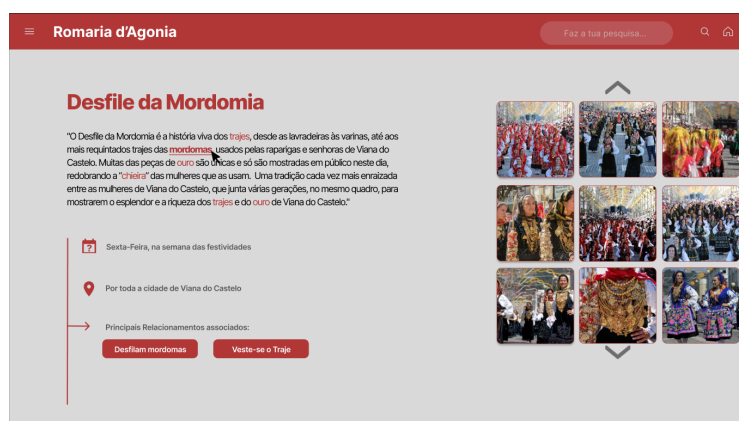 Romaria d'Agonia
Faz a tua pesquisa...
Desfile da Mordomia
"O Desfile da Mordomia é a história viva dos trajes, desde as lavradeiras às varinas, até aos
mais requintados trajes das mordomas, usados pelas raparigas e senhoras de Viana do
Castelo. Muitas das peças de ouro são únicas e só são mostradas em público neste dia,
redobrando a "chieira" das mulheres que as usam. Uma tradição cada vez mais enraizada
entre as mulheres de Viana do Castelo, que junta várias gerações, no mesmo quadro, para
mostrarem o esplendor e a riqueza dos trajes e do ouro de Viana do Castelo."
?
Sexta-Feira, na semana das festividades
Por toda a cidade de Viana do Castelo
Principais Relacionamentos associados:
Desfilam mordomas
Veste-se o Traje